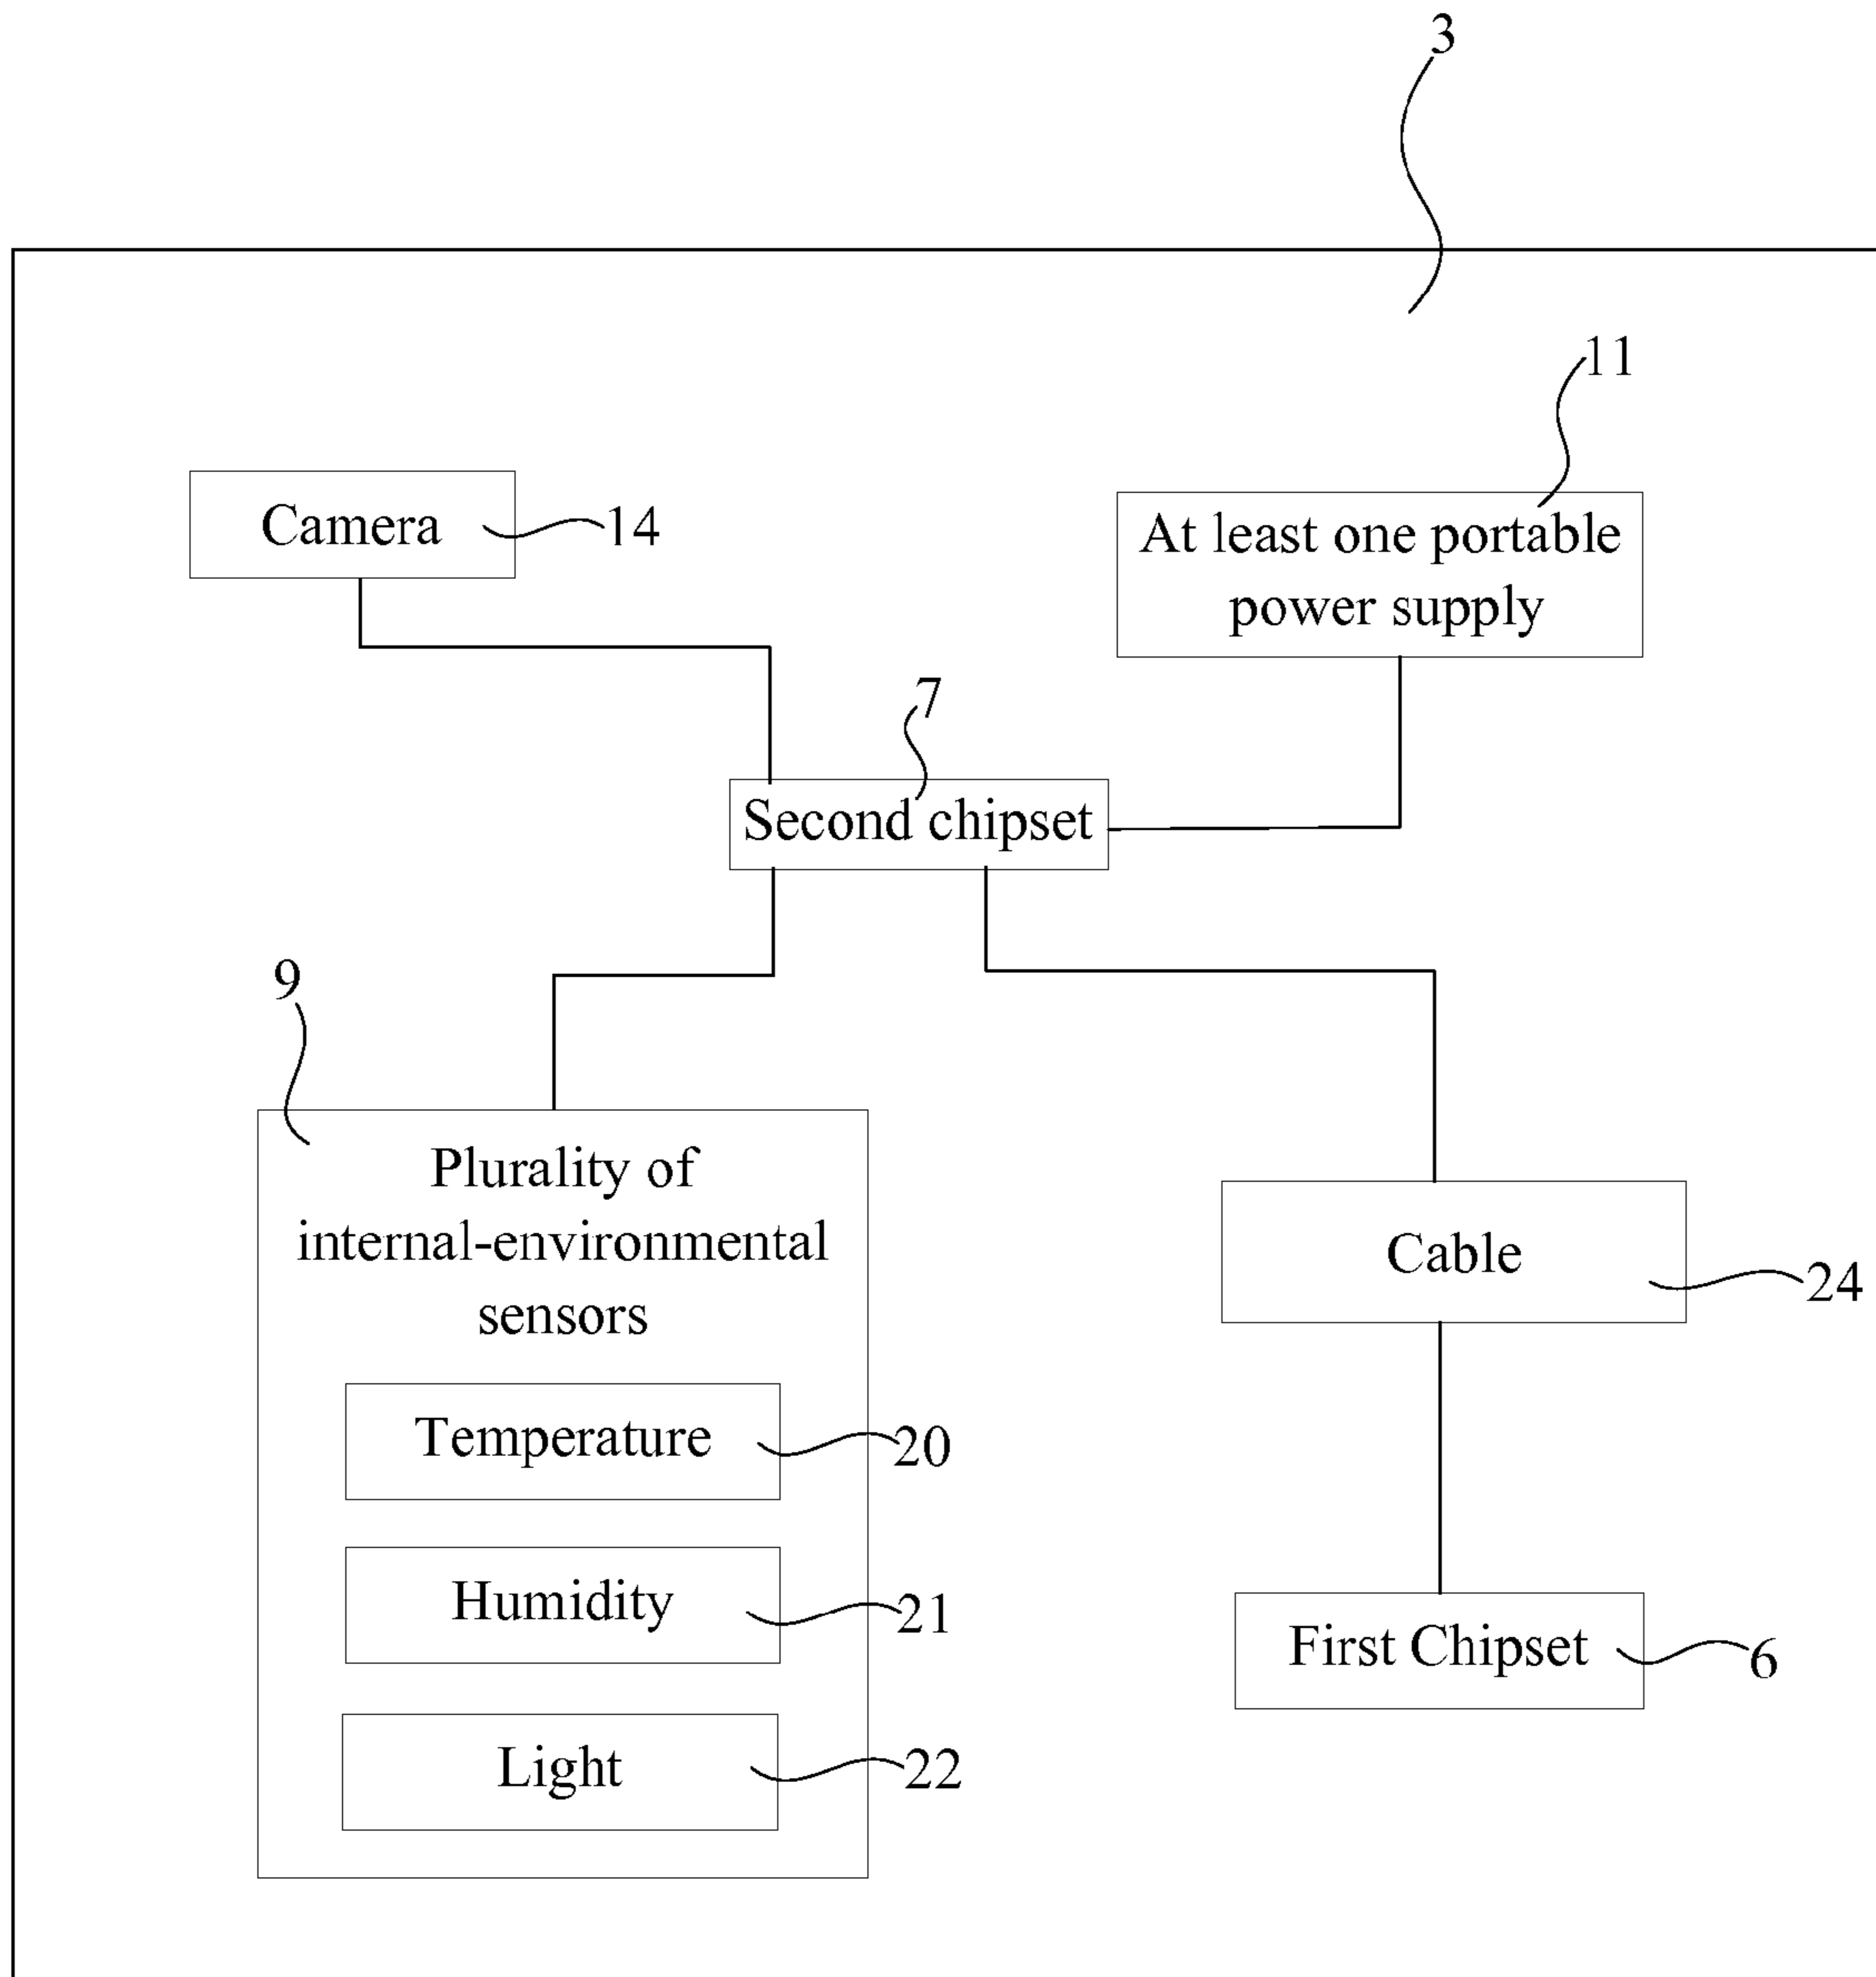 3
11
Camera
14
At least one portable
power supply
7
Second chipset
9
Plurality of
internal-environmental
sensors
Cable
24
Temperature
20
Humidity
21
First Chipset
6
Light
22